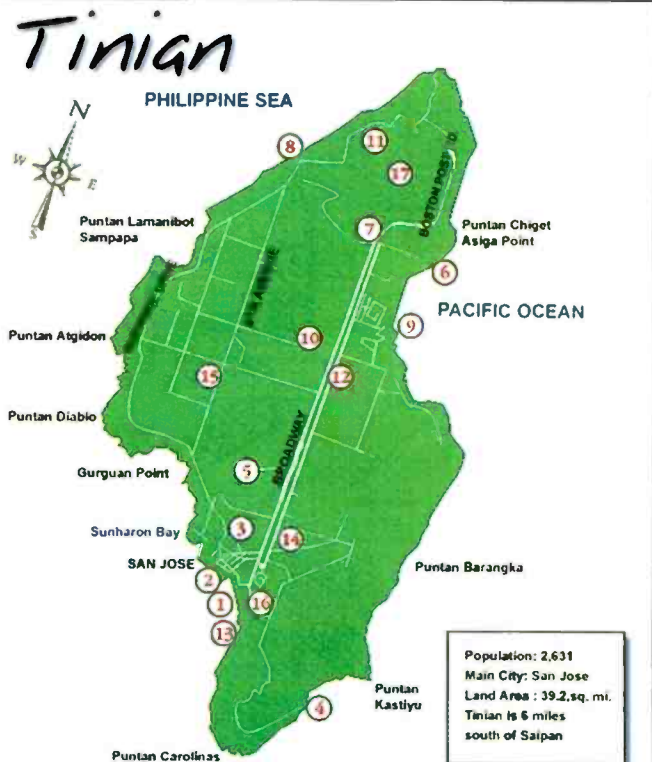 Tinian
PHILIPPINE SEA
N
W
E
S
8
11
17
BOSTON POST RD
Puntan Lamanibot
Sampapa
7
Puntan Chiget
Asiga Point
6
PACIFIC OCEAN
9
Puntan Atgidon
10
15
12
Puntan Diablo
BROADWAY
Gurguan Point
5
Sunharon Bay
3
14
SAN JOSE
Puntan Barangka
2
1
16
13
Population: 2,631
Main City: San Jose
Land Area : 39.2,sq. mi.
Tinian is 6 miles
south of Saipan
Puntan
Kastiyu
4
Puntan Carolinas